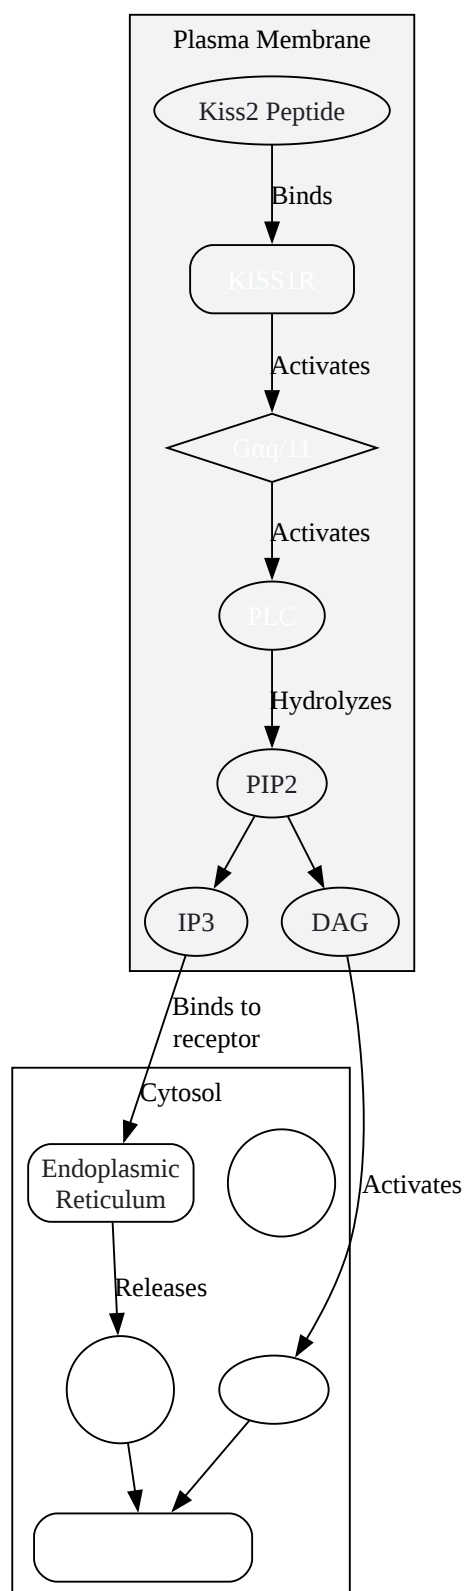 Plasma Membrane
Kiss2 Peptide
Binds
KISS1R
Activates
Gαq/11
Activates
PLC
Hydrolyzes
PIP2
IP3
DAG
Binds to
receptor
Cytosol
Endoplasmic
Reticulum
Activates
Releases